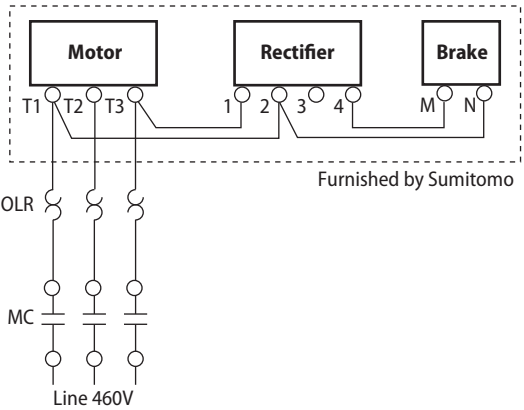 Motor Rectifier Brake
T1 T2 T3 1 2 3 4 M N
Furnished by Sumitomo
OLR
MC
Line 460V